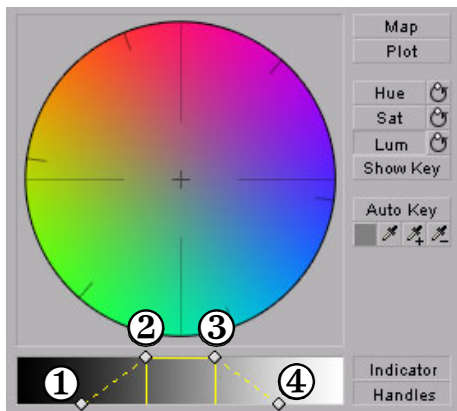 Map
Plot
Hue
Sat
Lum
Show Key
Auto Key
2 3
1 4
Indicator
Handles